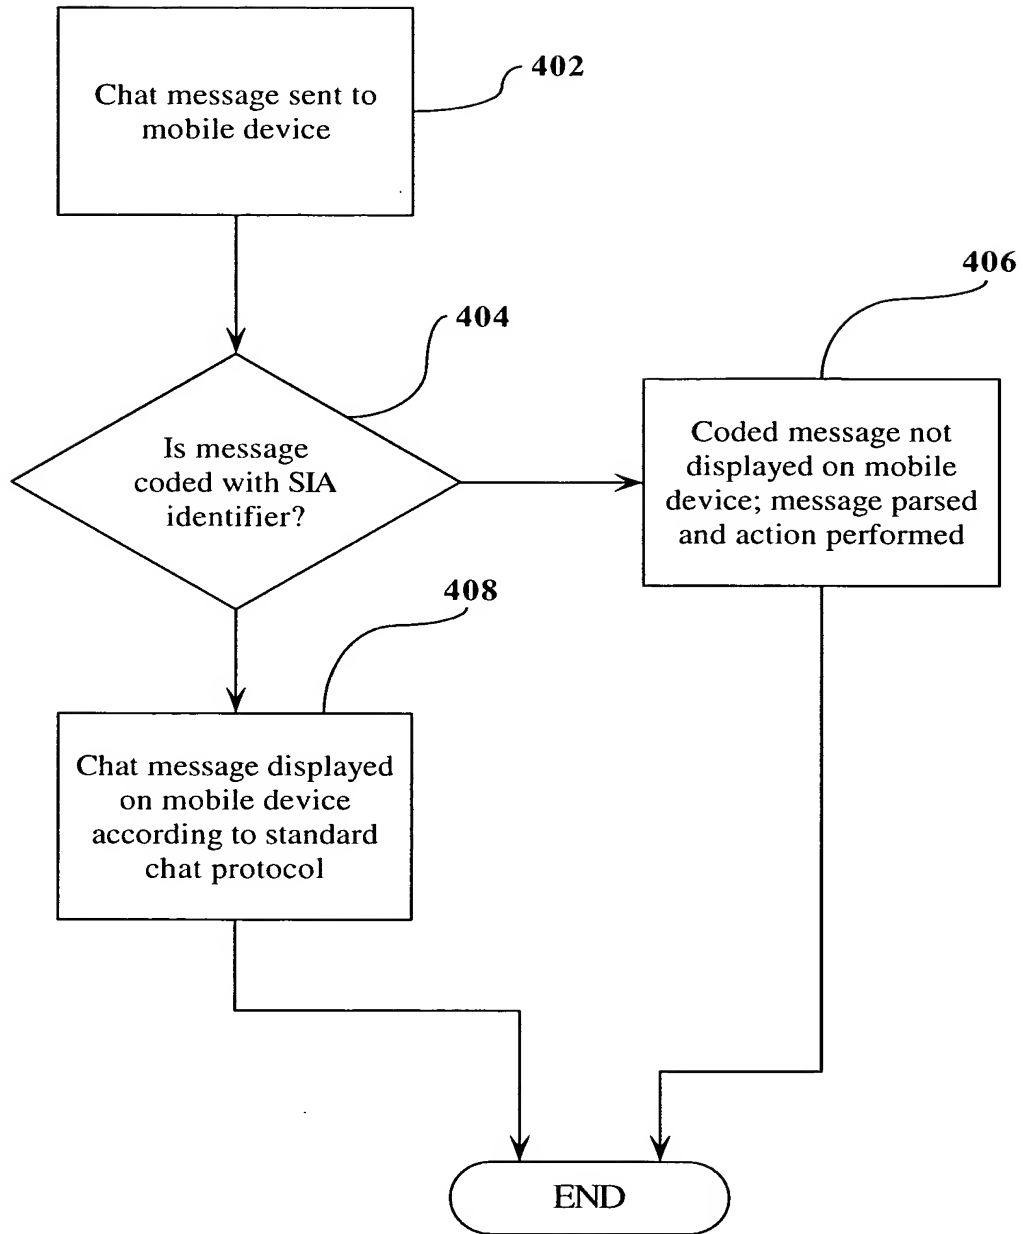 402
Chat message sent to
mobile device
406
404
Is message
coded with SIA
identifier?
Coded message not
displayed on mobile
device; message parsed
and action performed
408
Chat message displayed
on mobile device
according to standard
chat protocol
END